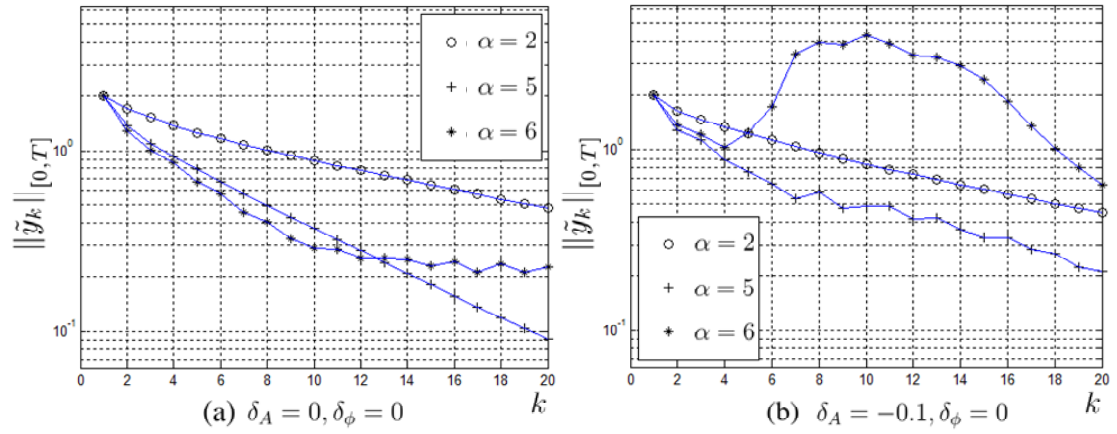 ‖ỹ_k‖_[0,T]
10^0
10^-1
α = 2
α = 5
α = 6
0 2 4 6 8 10 12 14 16 18 20
(a) δ_A = 0, δ_ϕ = 0
k
‖ỹ_k‖_[0,T]
10^0
10^-1
α = 2
α = 5
α = 6
0 2 4 6 8 10 12 14 16 18 20
(b) δ_A = −0.1, δ_ϕ = 0
k